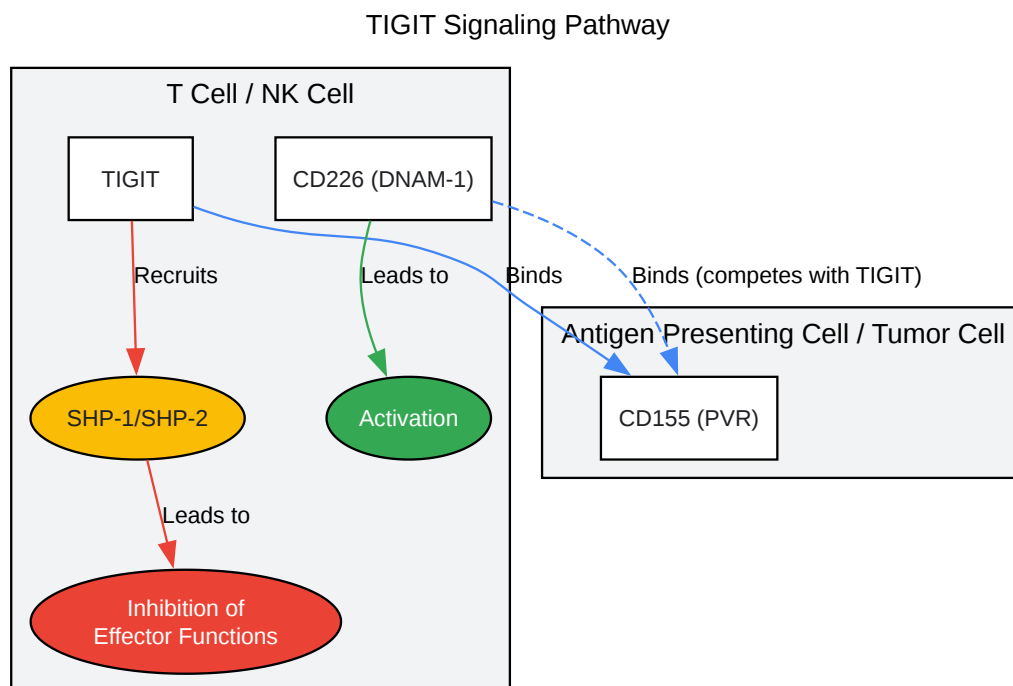 TIGIT Signaling Pathway
T Cell / NK Cell
TIGIT
CD226 (DNAM-1)
Recruits
Leads to
Binds
Binds (competes with TIGIT)
Antigen Presenting Cell / Tumor Cell
SHP-1/SHP-2
Activation
CD155 (PVR)
Leads to
Inhibition of
Effector Functions